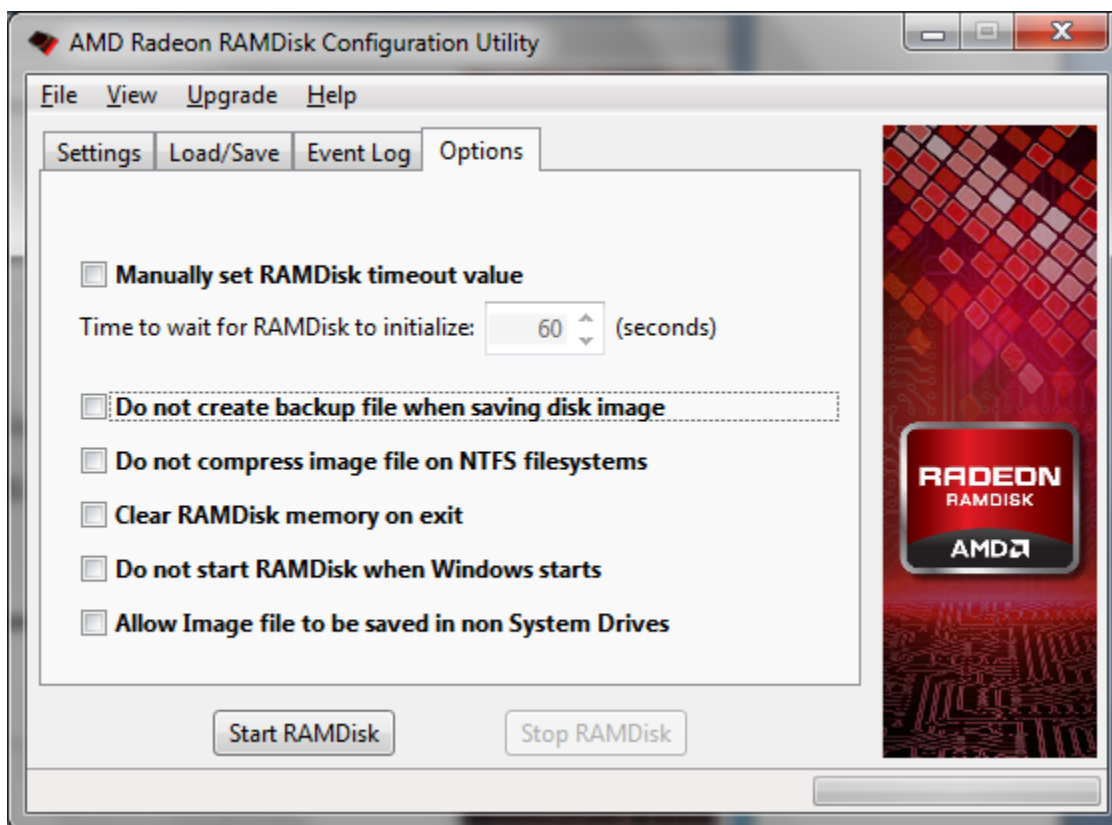 AMD Radeon RAMDisk Configuration Utility
File View Upgrade Help
Settings Load/Save Event Log Options
Manually set RAMDisk timeout value
Time to wait for RAMDisk to initialize: 60 (seconds)
Do not create backup file when saving disk image
Do not compress image file on NTFS filesystems
Clear RAMDisk memory on exit
Do not start RAMDisk when Windows starts
Allow Image file to be saved in non System Drives
Start RAMDisk Stop RAMDisk
RADEON
RAMDISK
AMD